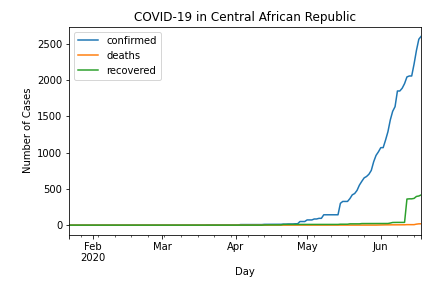 COVID-19 in Central African Republic
confirmed
deaths
recovered
Number of Cases
2500
2000
1500
1000
500
0
Feb
2020
Mar
Apr
May
Jun
Day